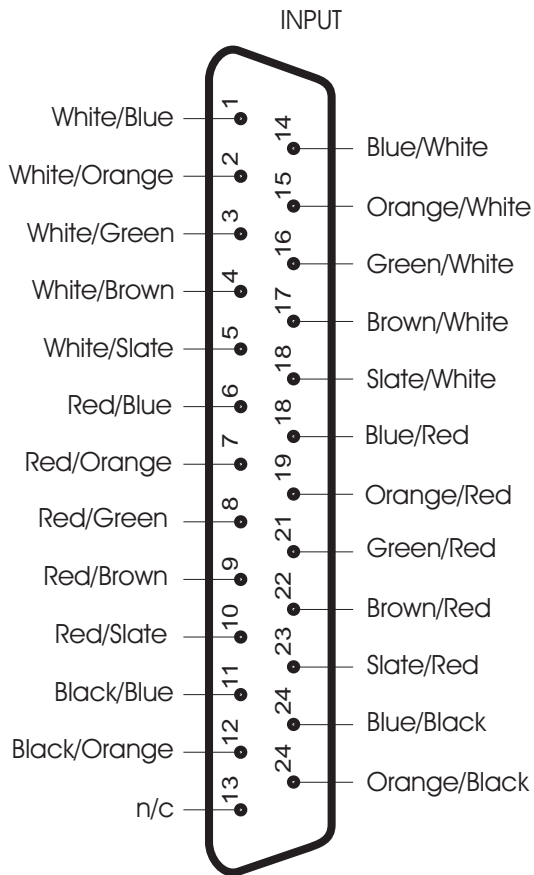 INPUT
White/Blue 1
14 Blue/White
White/Orange 2
15 Orange/White
White/Green 3
16 Green/White
White/Brown 4
17 Brown/White
White/Slate 5
18 Slate/White
Red/Blue 6
18 Blue/Red
Red/Orange 7
19 Orange/Red
Red/Green 8
21 Green/Red
Red/Brown 9
22 Brown/Red
Red/Slate 10
23 Slate/Red
Black/Blue 11
24 Blue/Black
Black/Orange 12
24 Orange/Black
n/c 13